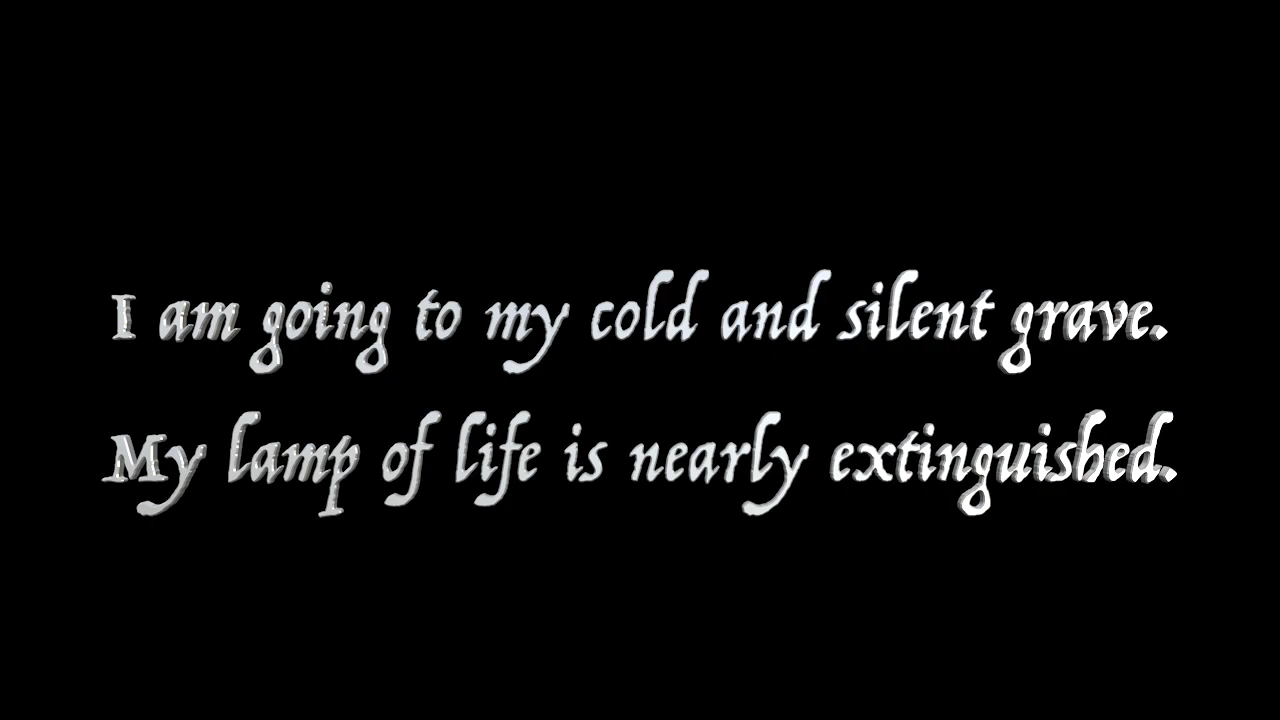 I am going to my cold and silent grave.
My lamp of life is nearly extinguished.